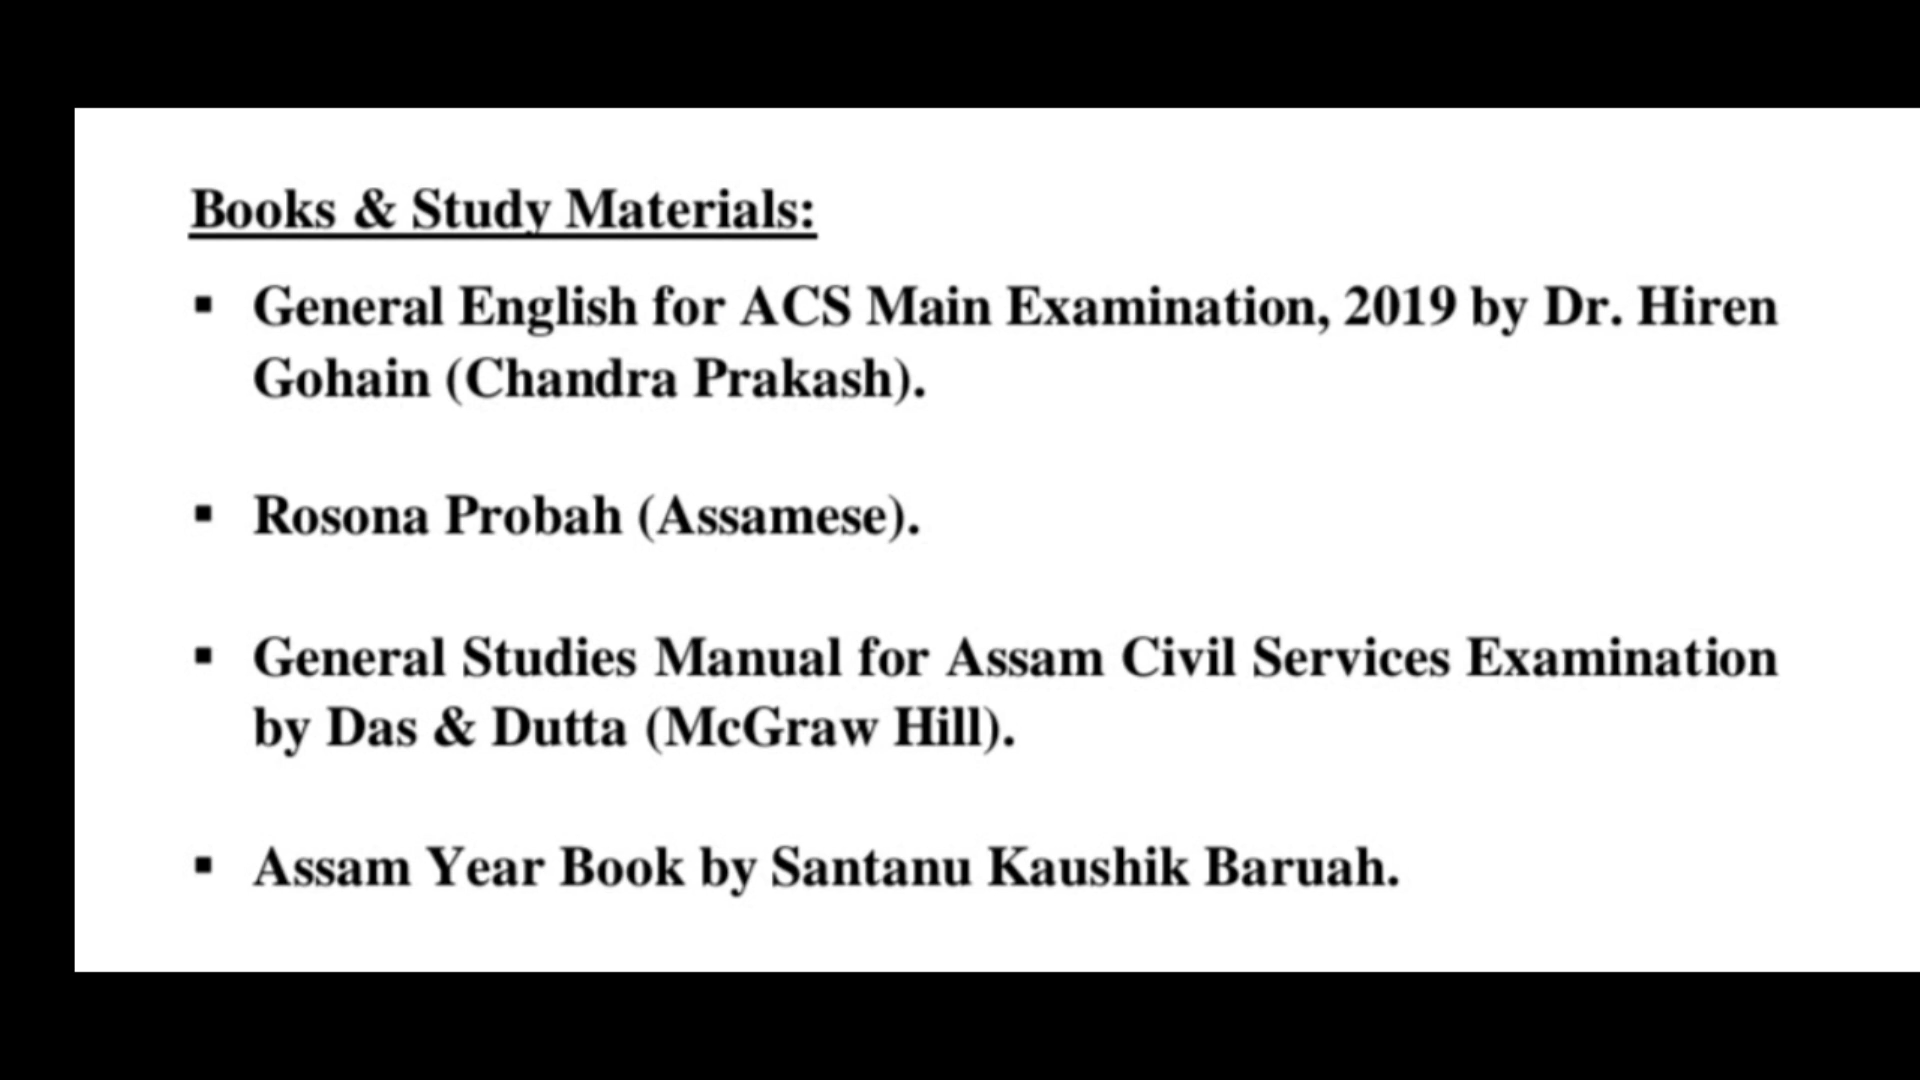 Books & Study Materials:
▪ General English for ACS Main Examination, 2019 by Dr. Hiren
Gohain (Chandra Prakash).
▪ Rosona Probah (Assamese).
▪ General Studies Manual for Assam Civil Services Examination
by Das & Dutta (McGraw Hill).
▪ Assam Year Book by Santanu Kaushik Baruah.